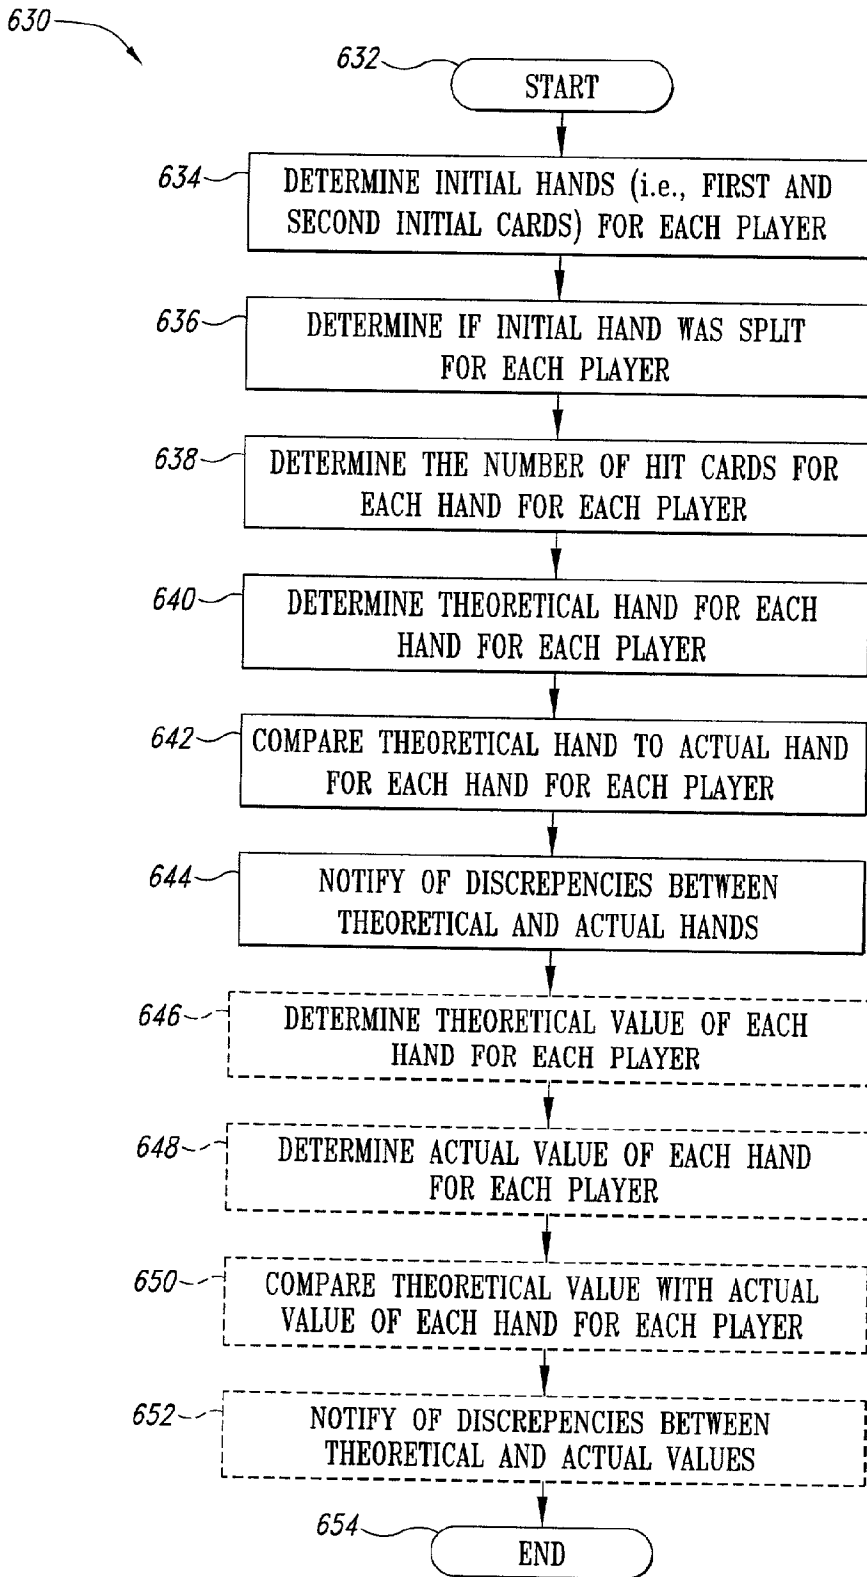 630
632
START
634
DETERMINE INITIAL HANDS (i.e., FIRST AND
SECOND INITIAL CARDS) FOR EACH PLAYER
636
DETERMINE IF INITIAL HAND WAS SPLIT
FOR EACH PLAYER
638
DETERMINE THE NUMBER OF HIT CARDS FOR
EACH HAND FOR EACH PLAYER
640
DETERMINE THEORETICAL HAND FOR EACH
HAND FOR EACH PLAYER
642
COMPARE THEORETICAL HAND TO ACTUAL HAND
FOR EACH HAND FOR EACH PLAYER
644
NOTIFY OF DISCREPENCIES BETWEEN
THEORETICAL AND ACTUAL HANDS
646
DETERMINE THEORETICAL VALUE OF EACH
HAND FOR EACH PLAYER
648
DETERMINE ACTUAL VALUE OF EACH HAND
FOR EACH PLAYER
650
COMPARE THEORETICAL VALUE WITH ACTUAL
VALUE OF EACH HAND FOR EACH PLAYER
652
NOTIFY OF DISCREPENCIES BETWEEN
THEORETICAL AND ACTUAL VALUES
654
END